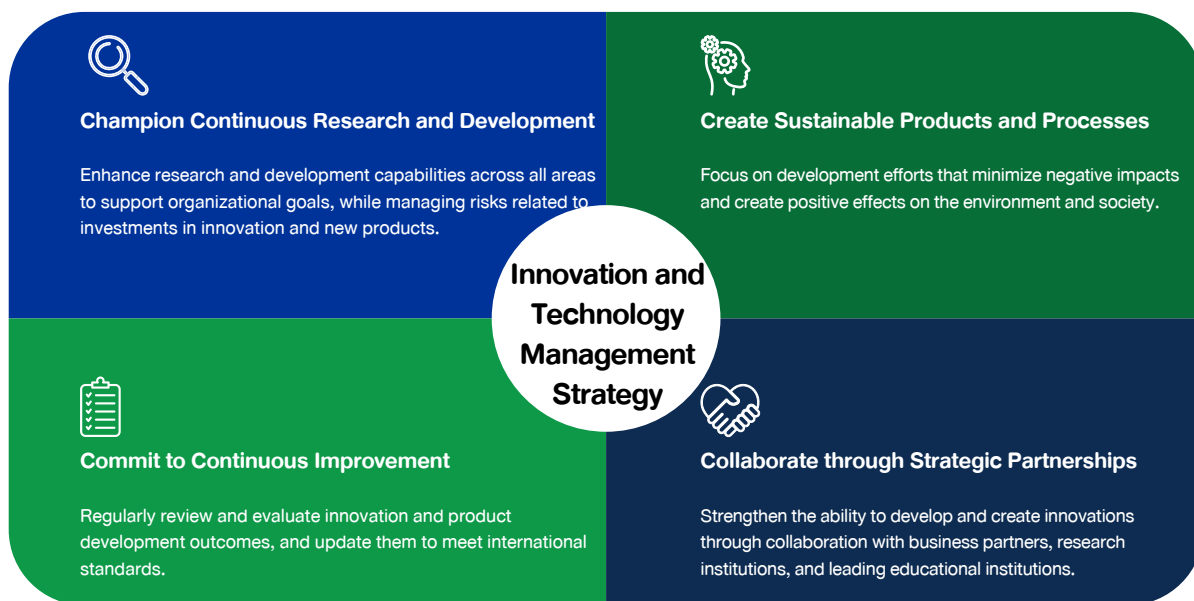 Champion Continuous Research and Development
Enhance research and development capabilities across all areas
to support organizational goals, while managing risks related to
investments in innovation and new products.
Create Sustainable Products and Processes
Focus on development efforts that minimize negative impacts
and create positive effects on the environment and society.
Innovation and
Technology
Management
Strategy
Commit to Continuous Improvement
Regularly review and evaluate innovation and product
development outcomes, and update them to meet international
standards.
Collaborate through Strategic Partnerships
Strengthen the ability to develop and create innovations
through collaboration with business partners, research
institutions, and leading educational institutions.